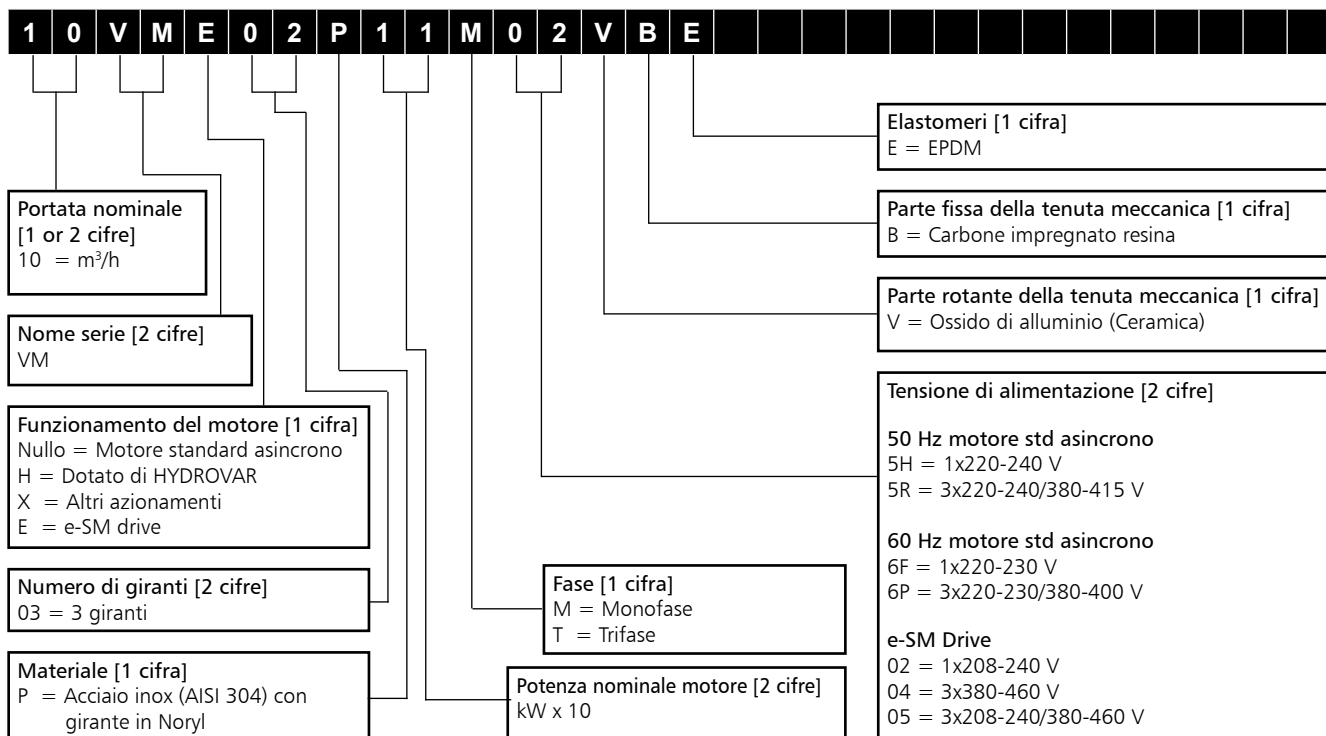 1 0 V M E 0 2 P 1 1 M 0 2 V B E
Portata nominale
[1 or 2 cifre]
10 = m³/h
Nome serie [2 cifre]
VM
Funzionamento del motore [1 cifra]
Nullo = Motore standard asincrono
H = Dotato di HYDROVAR
X = Altri azionamenti
E = e-SM drive
Numero di giranti [2 cifre]
03 = 3 giranti
Materiale [1 cifra]
P = Acciaio inox (AISI 304) con
girante in Noryl
Fase [1 cifra]
M = Monofase
T = Trifase
Potenza nominale motore [2 cifre]
kW x 10
Elastomeri [1 cifra]
E = EPDM
Parte fissa della tenuta meccanica [1 cifra]
B = Carbone impregnato resina
Parte rotante della tenuta meccanica [1 cifra]
V = Ossido di alluminio (Ceramica)
Tensione di alimentazione [2 cifre]
50 Hz motore std asincrono
5H = 1x220-240 V
5R = 3x220-240/380-415 V
60 Hz motore std asincrono
6F = 1x220-230 V
6P = 3x220-230/380-400 V
e-SM Drive
02 = 1x208-240 V
04 = 3x380-460 V
05 = 3x208-240/380-460 V